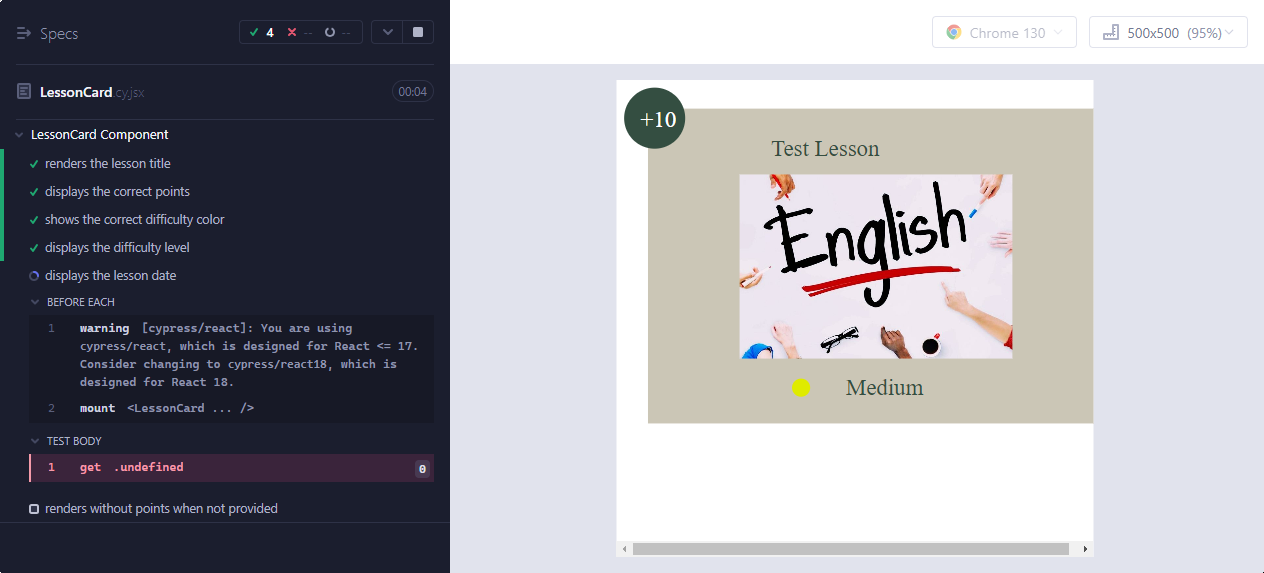 Specs
4 -- --
LessonCard.cy.jsx
00:04
LessonCard Component
renders the lesson title
displays the correct points
shows the correct difficulty color
displays the difficulty level
displays the lesson date
BEFORE EACH
1 warning [cypress/react]: You are using
cypress/react, which is designed for React <= 17.
Consider changing to cypress/react18, which is
designed for React 18.
2 mount <LessonCard ... />
TEST BODY
1 get .undefined 0
renders without points when not provided
Chrome 130
500x500 (95%)
+10
Test Lesson
English
Medium